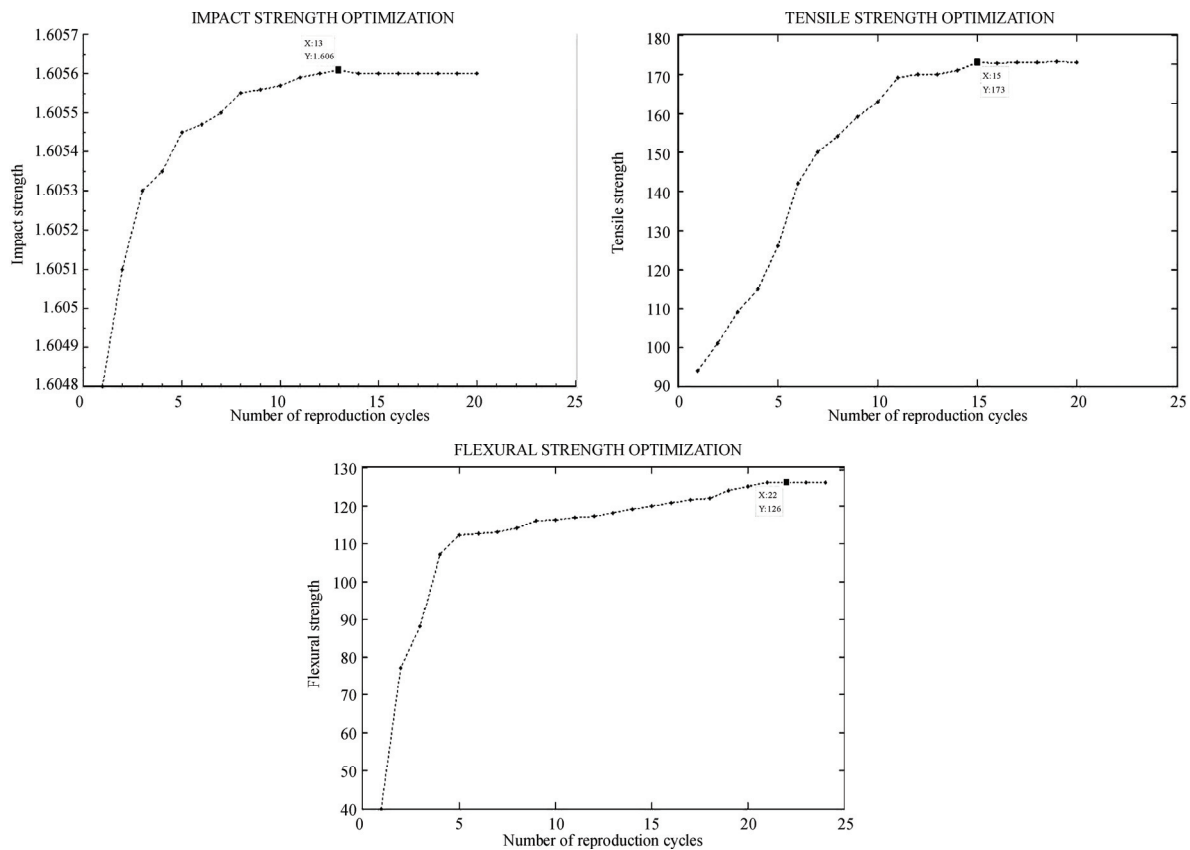 IMPACT STRENGTH OPTIMIZATION
1.6057
1.6056
1.6055
1.6054
1.6053
1.6052
1.6051
1.605
1.6049
1.6048
Impact strength
X:13
Y:1.606
0 5 10 15 20 25
Number of reproduction cycles
TENSILE STRENGTH OPTIMIZATION
180
170
160
150
140
130
120
110
100
90
Tensile strength
X:15
Y:173
0 5 10 15 20 25
Number of reproduction cycles
FLEXURAL STRENGTH OPTIMIZATION
130
120
110
100
90
80
70
60
50
40
Flexural strength
X:22
Y:126
0 5 10 15 20 25
Number of reproduction cycles